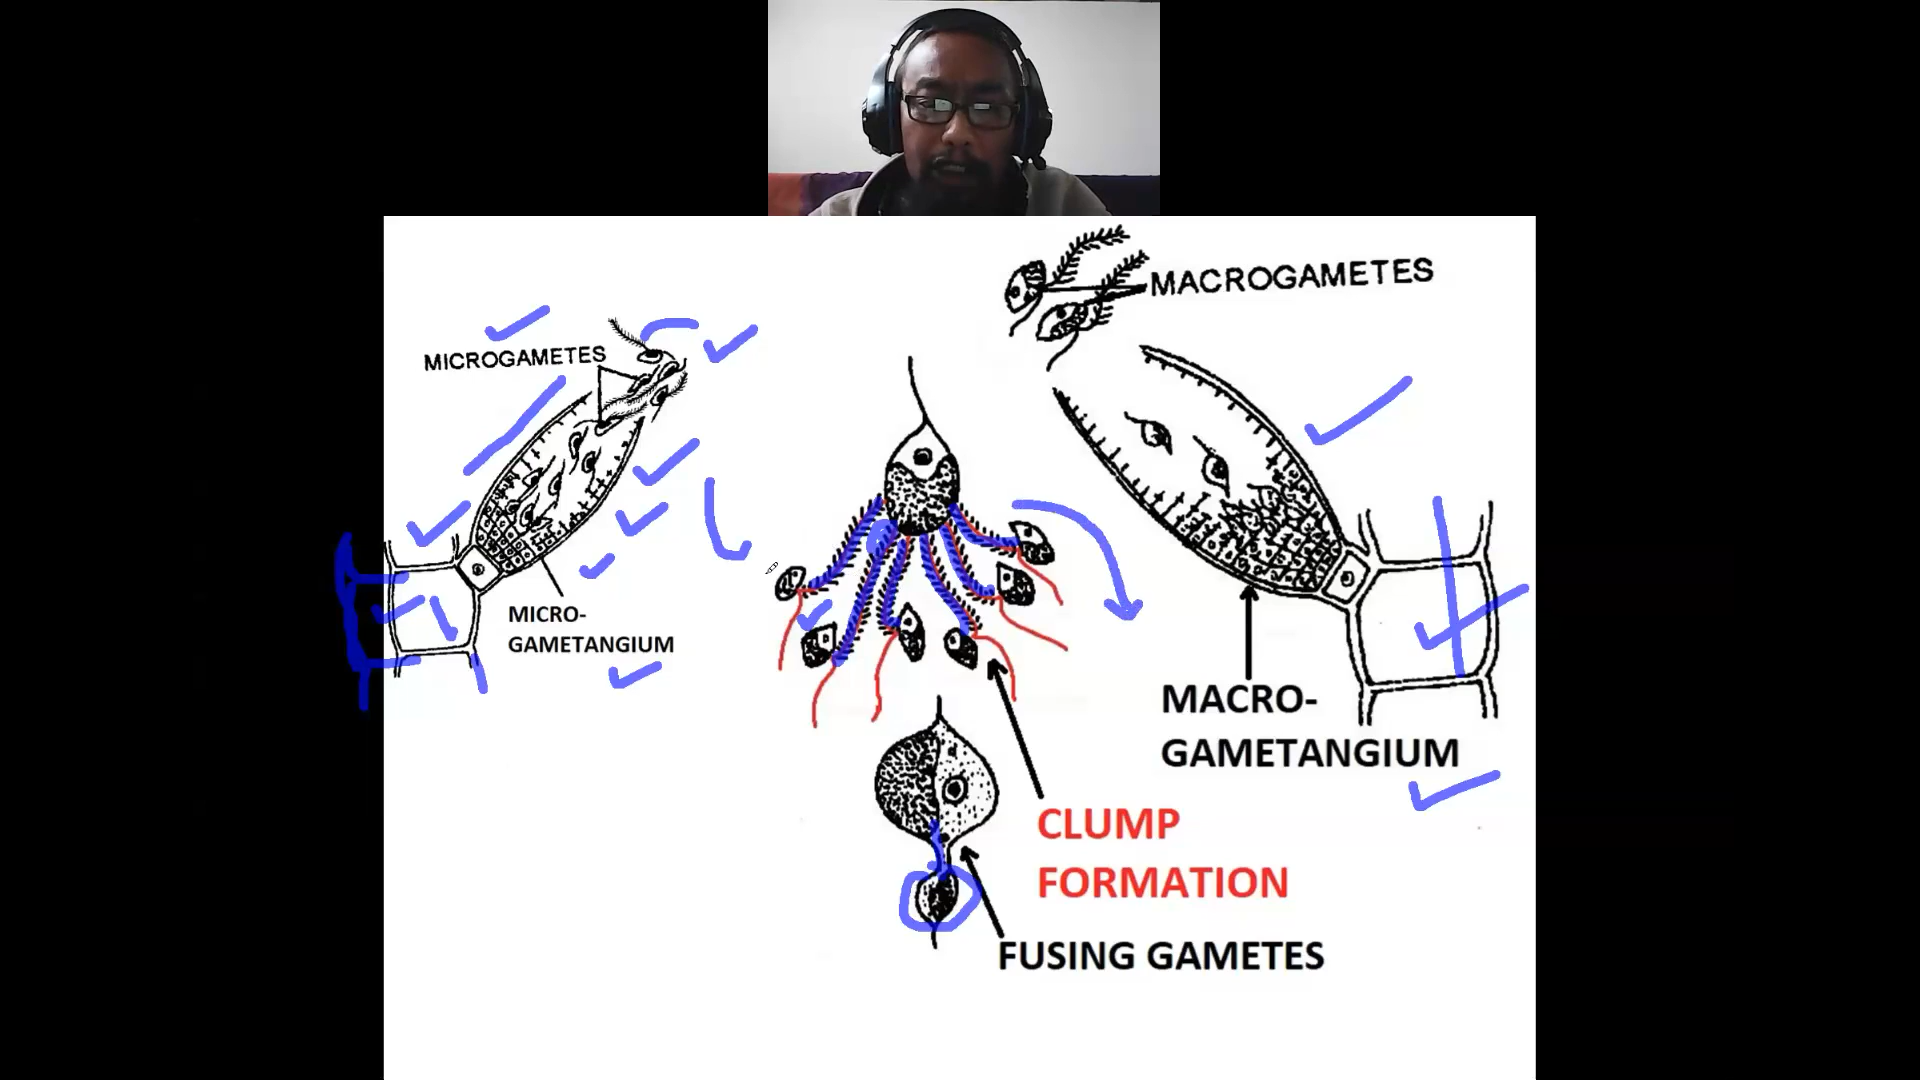 MACROGAMETES
MICROGAMETES
MICRO-
GAMETANGIUM
MACRO-
GAMETANGIUM
CLUMP
FORMATION
FUSING GAMETES